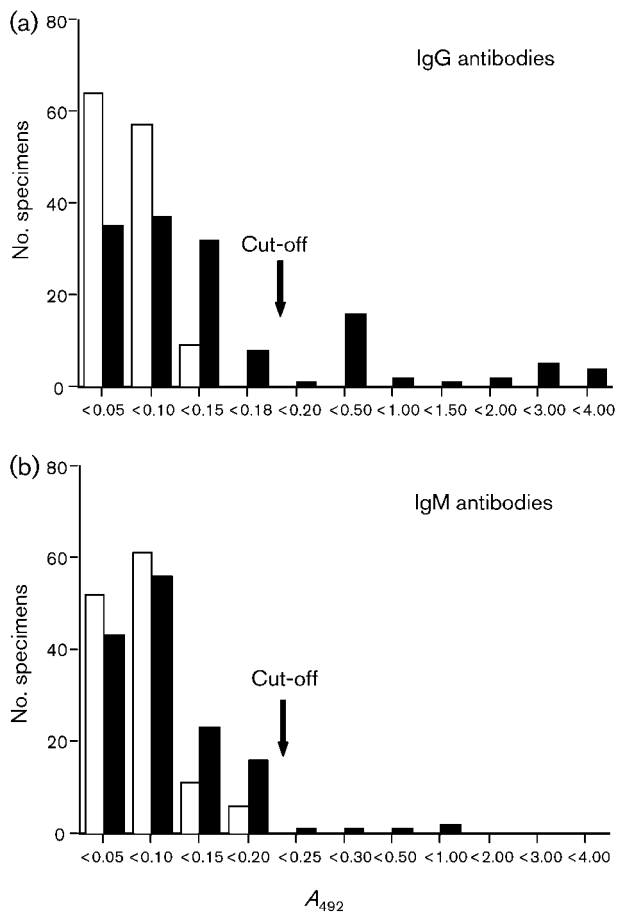 (a)
IgG antibodies
No. specimens
80
60
40
20
0
Cut-off
<0.05 <0.10 <0.15 <0.18 <0.20 <0.50 <1.00 <1.50 <2.00 <3.00 <4.00
(b)
IgM antibodies
No. specimens
80
60
40
20
0
Cut-off
<0.05 <0.10 <0.15 <0.20 <0.25 <0.30 <0.50 <1.00 <2.00 <3.00 <4.00
A492